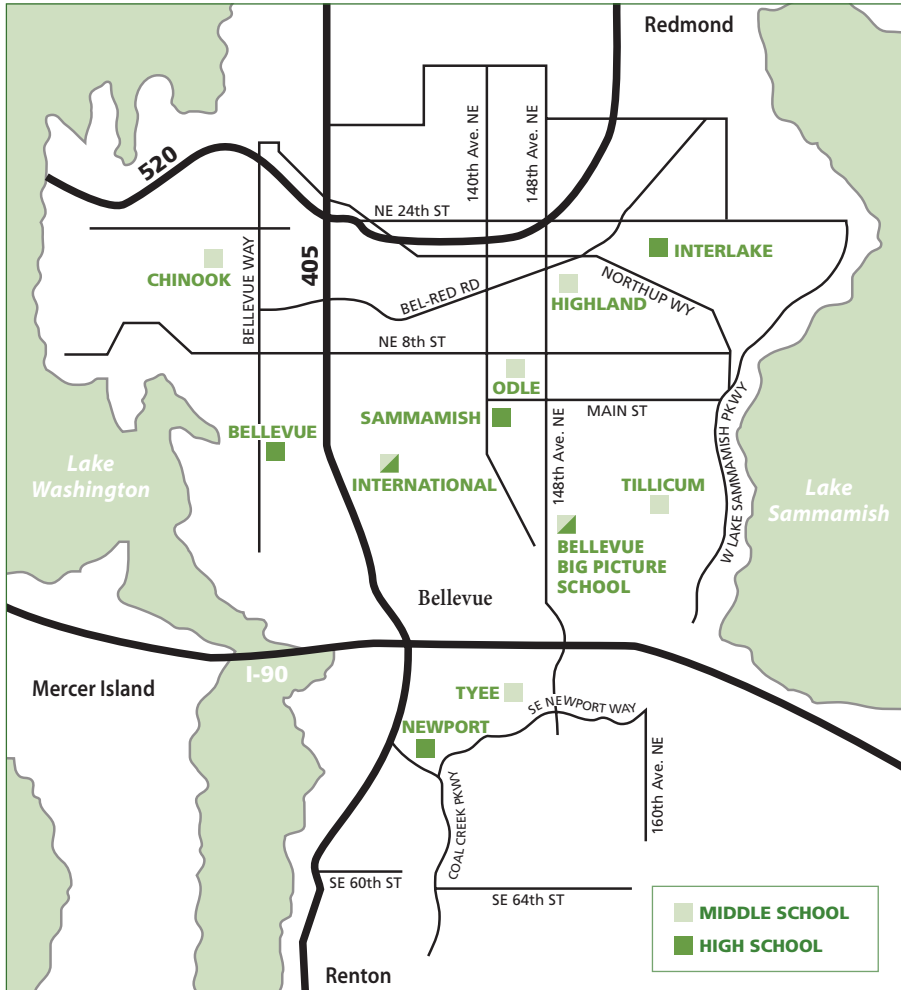 Redmond
520
140th Ave. NE
148th Ave. NE
NE 24th ST
BELLEVUE WAY
405
CHINOOK
INTERLAKE
BEL-RED RD
HIGHLAND
NORTHUP WY
NE 8th ST
ODLE
MAIN ST
SAMMAMISH
BELLEVUE
Lake
Washington
INTERNATIONAL
148th Ave. NE
TILLICUM
W LAKE SAMMAMISH PKWY
Lake
Sammamish
BELLEVUE
BIG PICTURE
SCHOOL
Bellevue
I-90
Mercer Island
TYEE
SE NEWPORT WAY
NEWPORT
COAL CREEK PKWY
160th Ave. NE
SE 60th ST
SE 64th ST
MIDDLE SCHOOL
HIGH SCHOOL
Renton